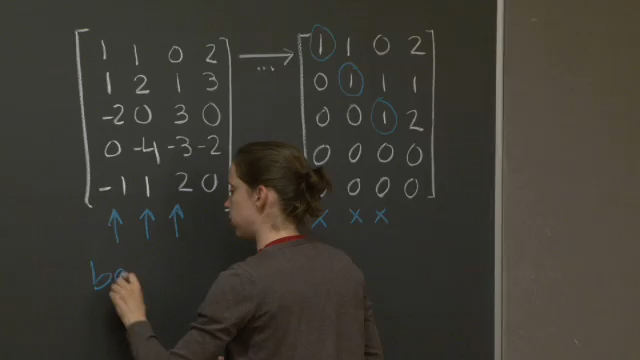 1 1 0 2 ... 1 1 0 2
1 2 1 3 0 1 1 1
-2 0 3 0 0 0 1 2
0 -4 -3 -2 0 0 0 0
-1 1 2 0 0 0 0
x x x